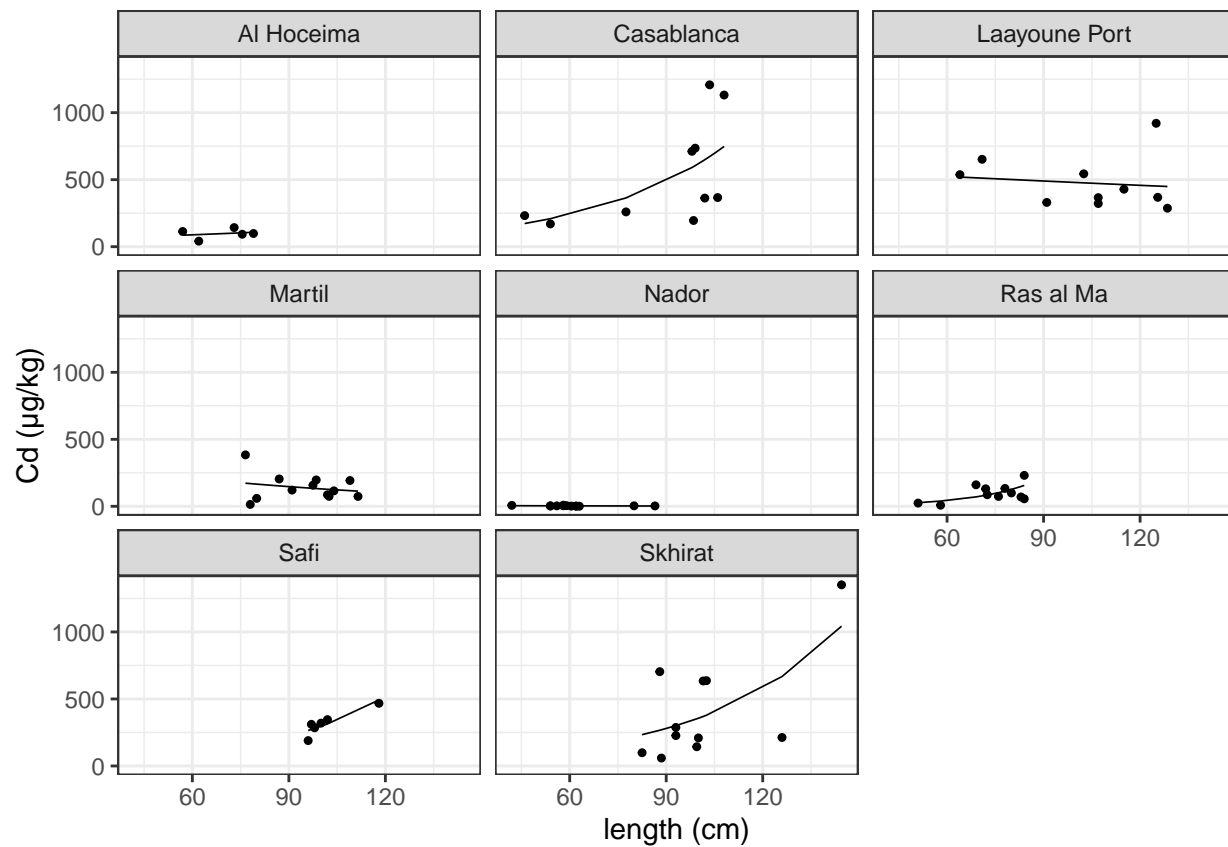 Al Hoceima
Casablanca
Laayoune Port
1000
500
0
Martil
Nador
Ras al Ma
1000
500
0
60
90
120
Safi
Skhirat
1000
500
0
60
90
120
60
90
120
length (cm)
Cd (µg/kg)